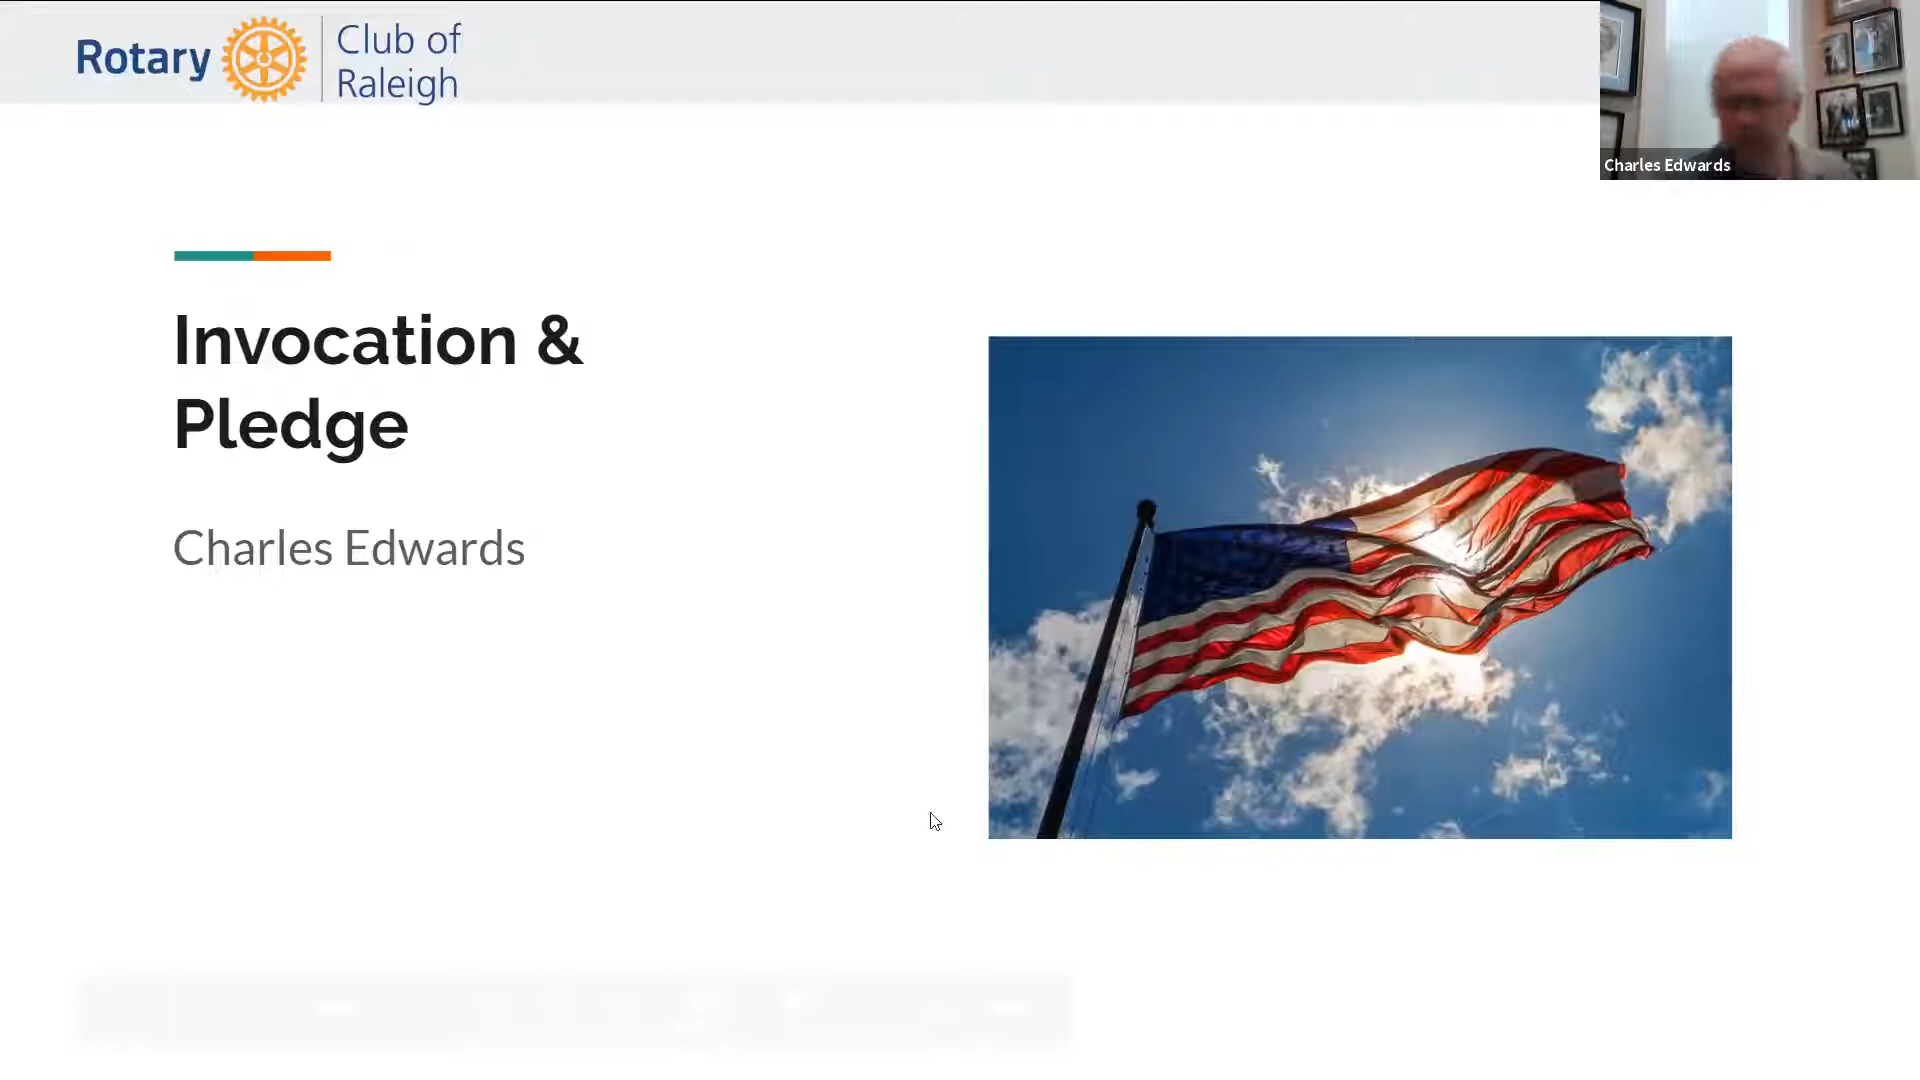 Rotary
Club of
Raleigh
Charles Edwards
Invocation &
Pledge
Charles Edwards